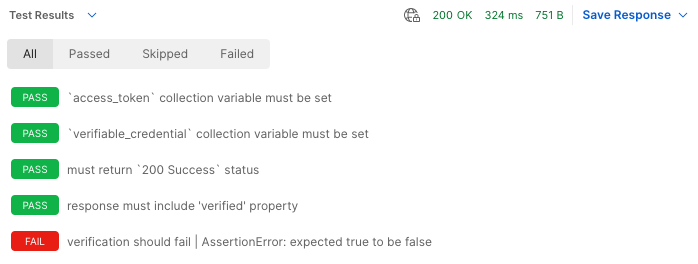 Test Results 200 OK 324 ms 751 B Save Response
All Passed Skipped Failed
PASS `access_token` collection variable must be set
PASS `verifiable_credential` collection variable must be set
PASS must return `200 Success` status
PASS response must include 'verified' property
FAIL verification should fail | AssertionError: expected true to be false